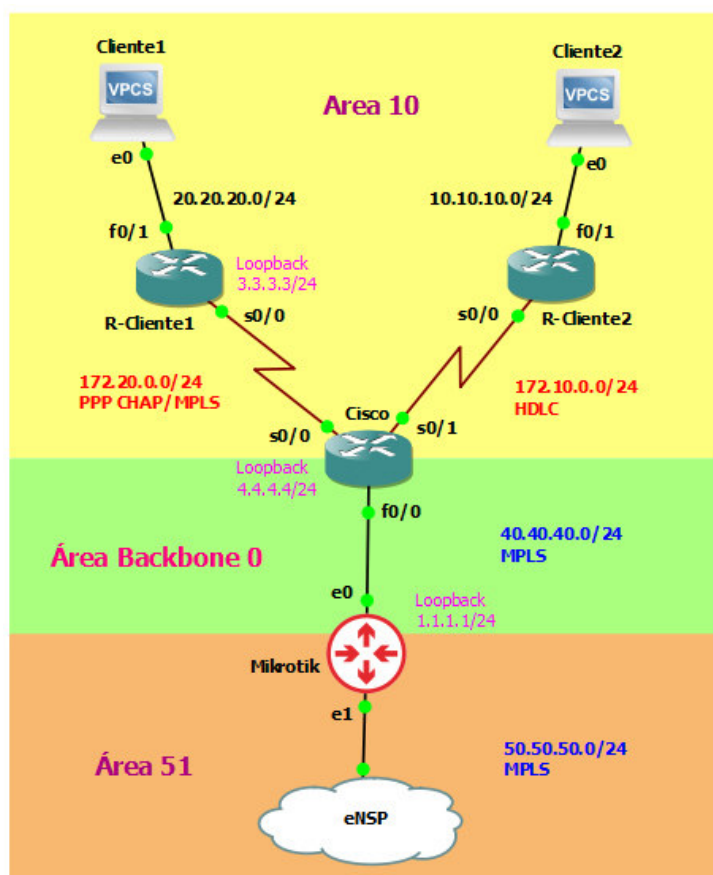 Cliente1
Cliente2
VPCS
VPCS
Area 10
e0
e0
20.20.20.0/24
10.10.10.0/24
f0/1
f0/1
Loopback
3.3.3.3/24
R-Cliente1
s0/0
s0/0
R-Cliente2
172.20.0.0/24
PPP CHAP/MPLS
172.10.0.0/24
HDLC
Cisco
s0/0
s0/1
Loopback
4.4.4.4/24
f0/0
Área Backbone 0
40.40.40.0/24
MPLS
e0
Loopback
1.1.1.1/24
Mikrotik
e1
Área 51
50.50.50.0/24
MPLS
eNSP